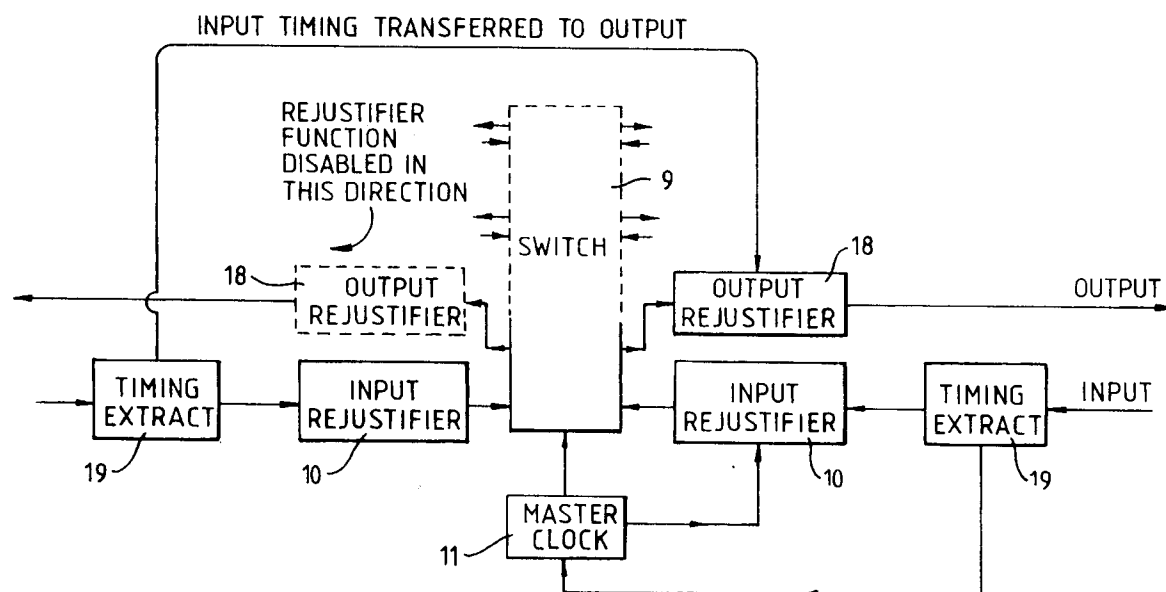 INPUT TIMING TRANSFERRED TO OUTPUT
REJUSTIFIER
FUNCTION
DISABLED IN
THIS DIRECTION
9
SWITCH
18
OUTPUT
REJUSTIFIER
18
OUTPUT
REJUSTIFIER
OUTPUT
TIMING
EXTRACT
19
INPUT
REJUSTIFIER
10
INPUT
REJUSTIFIER
10
TIMING
EXTRACT
19
INPUT
MASTER
CLOCK
11